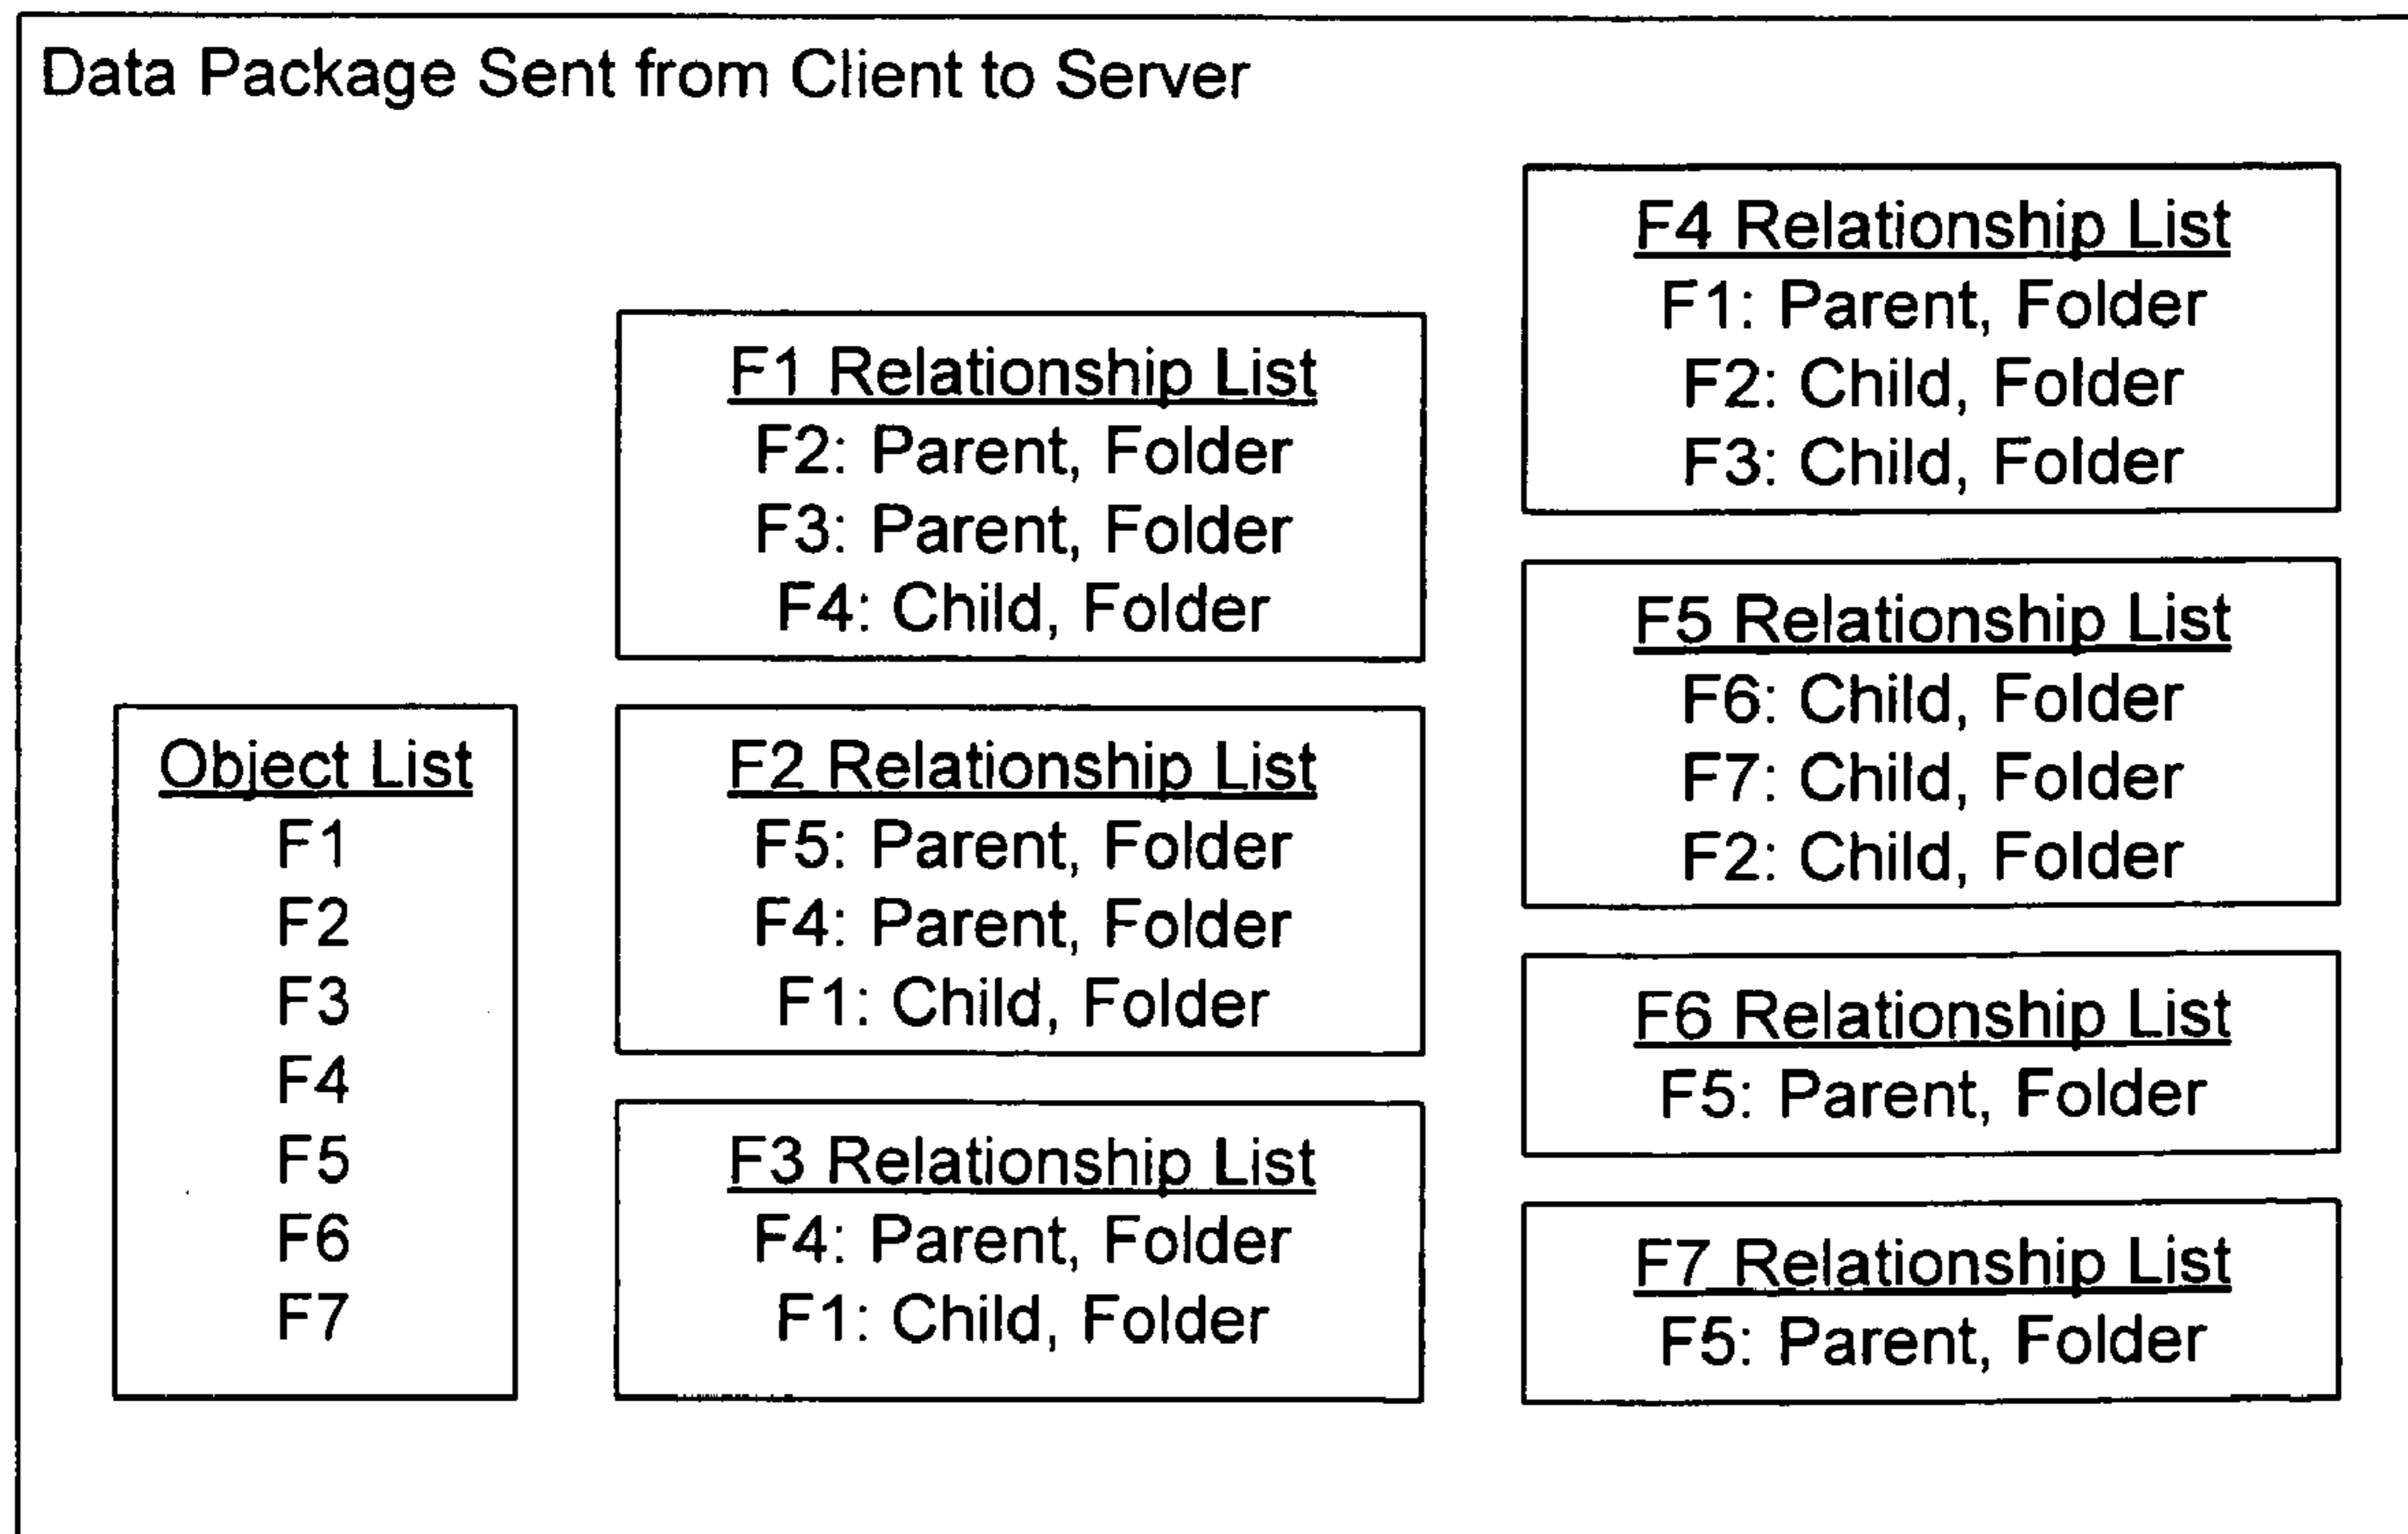 Data Package Sent from Client to Server
Object List
F1
F2
F3
F4
F5
F6
F7
F1 Relationship List
F2: Parent, Folder
F3: Parent, Folder
F4: Child, Folder
F2 Relationship List
F5: Parent, Folder
F4: Parent, Folder
F1: Child, Folder
F3 Relationship List
F4: Parent, Folder
F1: Child, Folder
F4 Relationship List
F1: Parent, Folder
F2: Child, Folder
F3: Child, Folder
F5 Relationship List
F6: Child, Folder
F7: Child, Folder
F2: Child, Folder
F6 Relationship List
F5: Parent, Folder
F7 Relationship List
F5: Parent, Folder